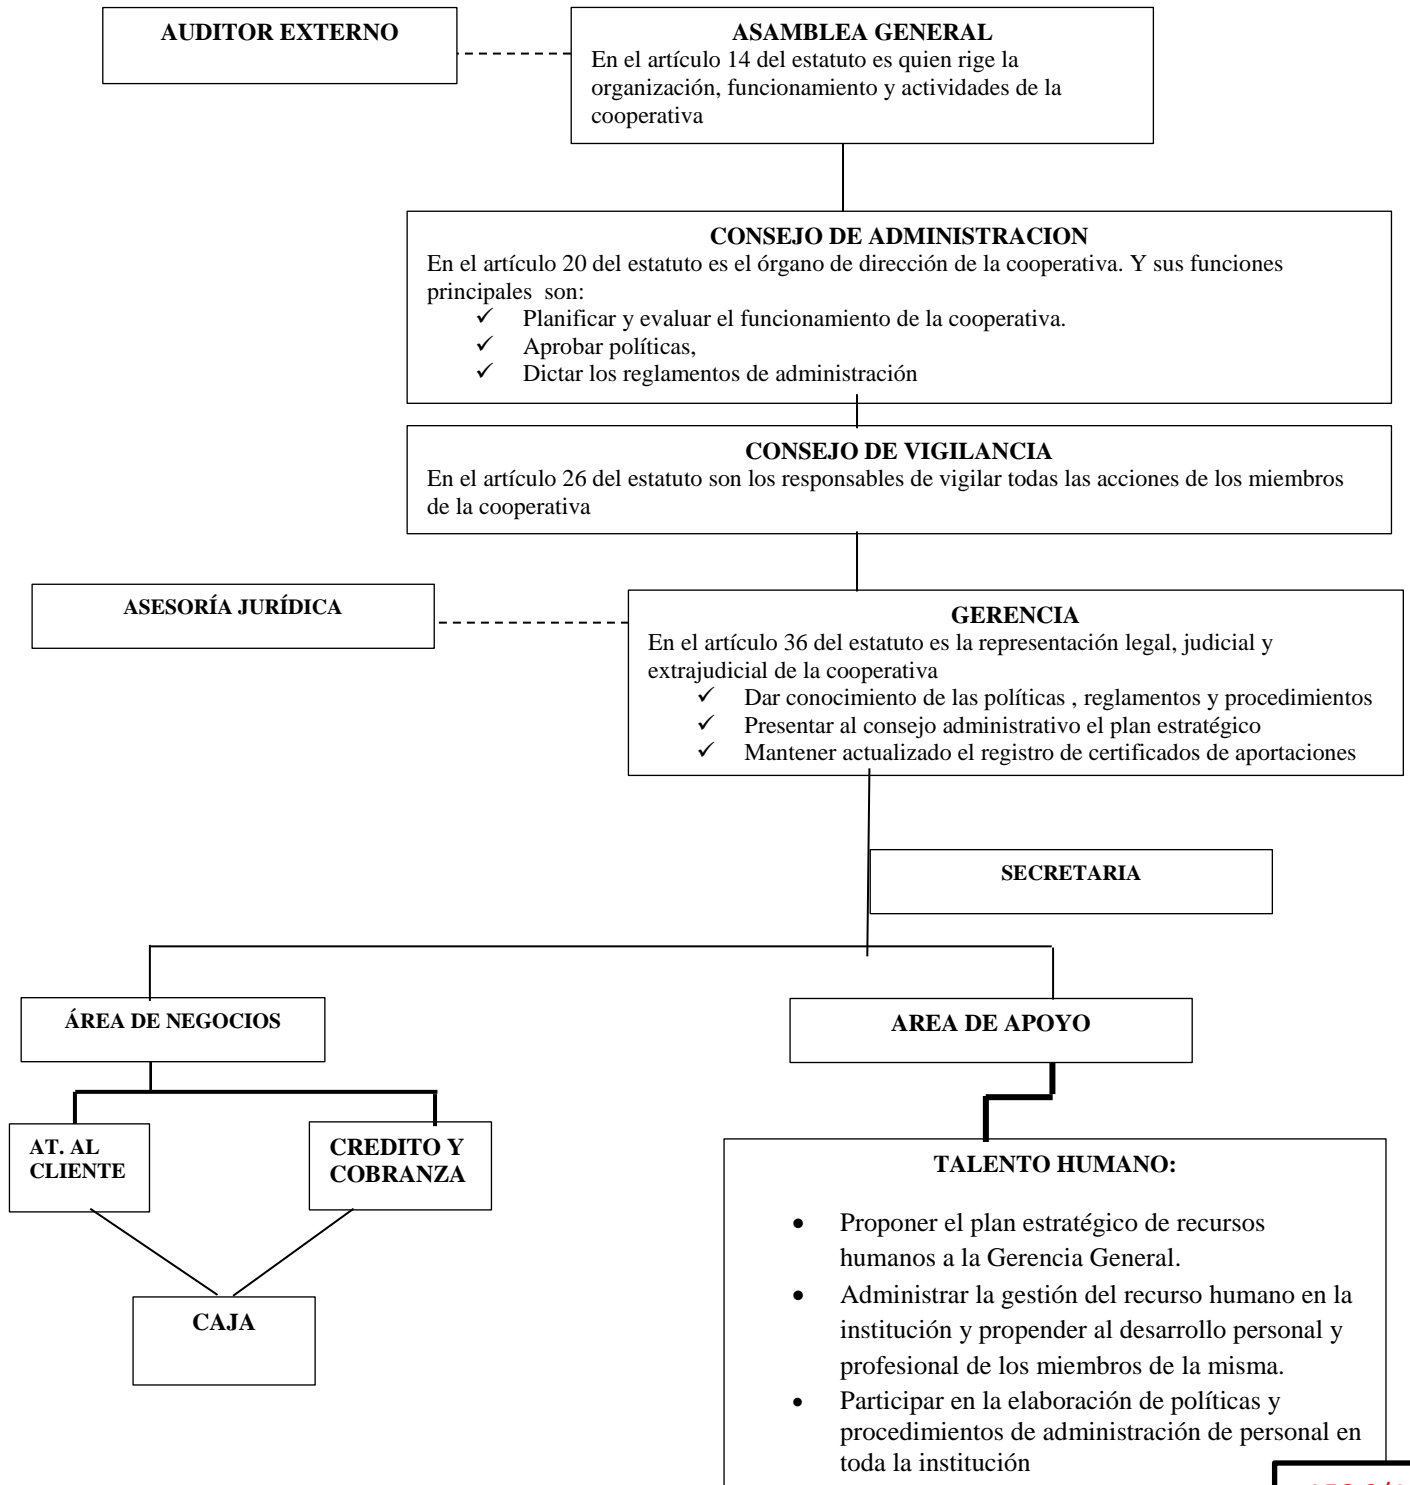 AUDITOR EXTERNO
ASAMBLEA GENERAL
En el artículo 14 del estatuto es quien rige la
organización, funcionamiento y actividades de la
cooperativa
CONSEJO DE ADMINISTRACION
En el artículo 20 del estatuto es el órgano de dirección de la cooperativa. Y sus funciones
principales  son:
✓ Planificar y evaluar el funcionamiento de la cooperativa.
✓ Aprobar políticas,
✓ Dictar los reglamentos de administración
CONSEJO DE VIGILANCIA
En el artículo 26 del estatuto son los responsables de vigilar todas las acciones de los miembros
de la cooperativa
ASESORÍA JURÍDICA
GERENCIA
En el artículo 36 del estatuto es la representación legal, judicial y
extrajudicial de la cooperativa
✓ Dar conocimiento de las políticas , reglamentos y procedimientos
✓ Presentar al consejo administrativo el plan estratégico
✓ Mantener actualizado el registro de certificados de aportaciones
SECRETARIA
ÁREA DE NEGOCIOS
AREA DE APOYO
AT. AL
CLIENTE
CREDITO Y
COBRANZA
CAJA
TALENTO HUMANO:
• Proponer el plan estratégico de recursos
humanos a la Gerencia General.
• Administrar la gestión del recurso humano en la
institución y propender al desarrollo personal y
profesional de los miembros de la misma.
• Participar en la elaboración de políticas y
procedimientos de administración de personal en
toda la institución